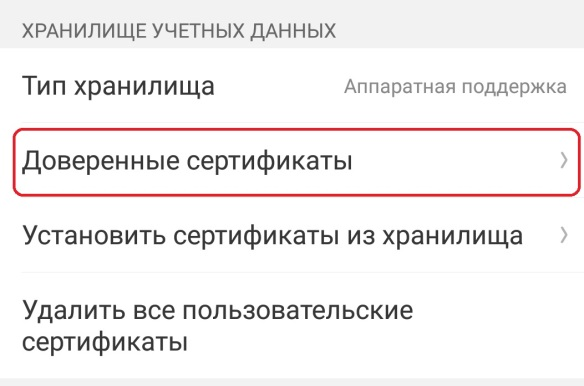 ХРАНИЛИЩЕ УЧЕТНЫХ ДАННЫХ
Тип хранилища Аппаратная поддержка
Доверенные сертификаты
Установить сертификаты из хранилища
Удалить все пользовательские
сертификаты